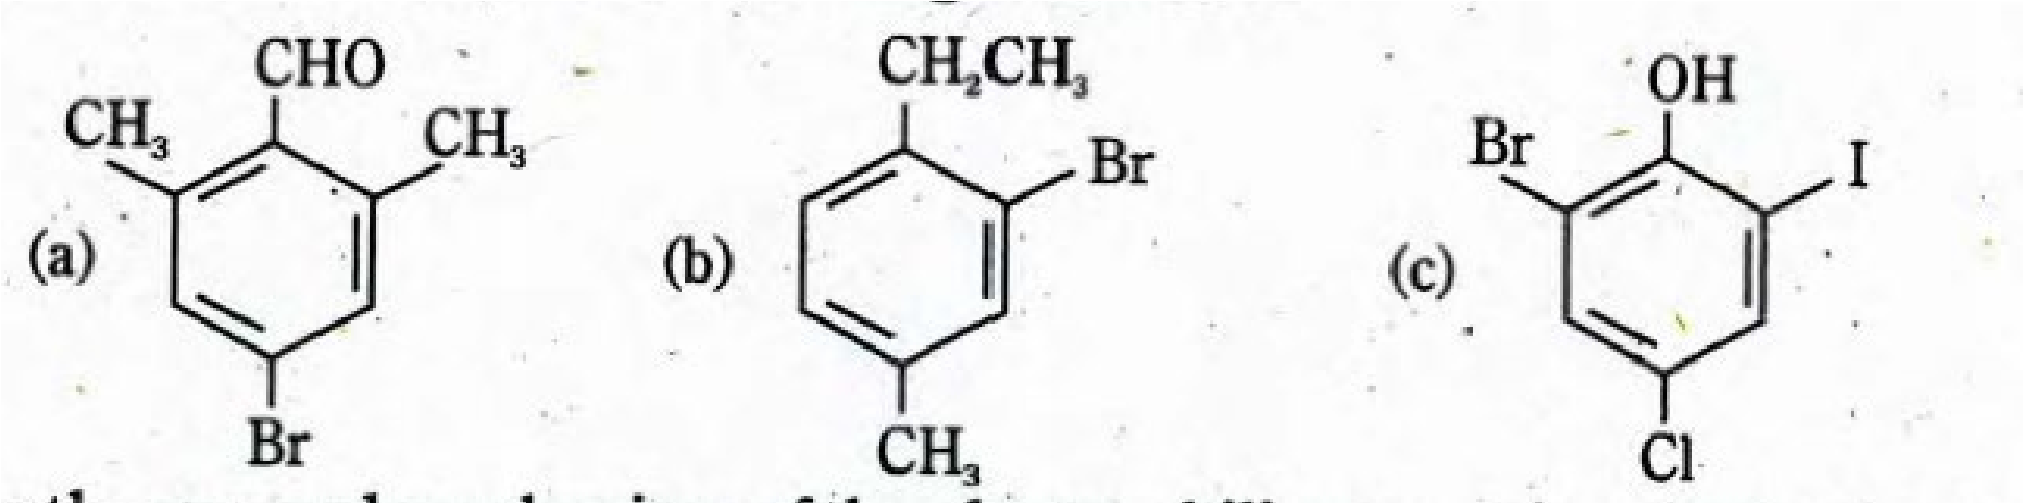 CHO
CH₃ CH₃
(a)
Br
CH₂CH₃
Br
(b)
CH₃
OH
Br I
(c)
Cl